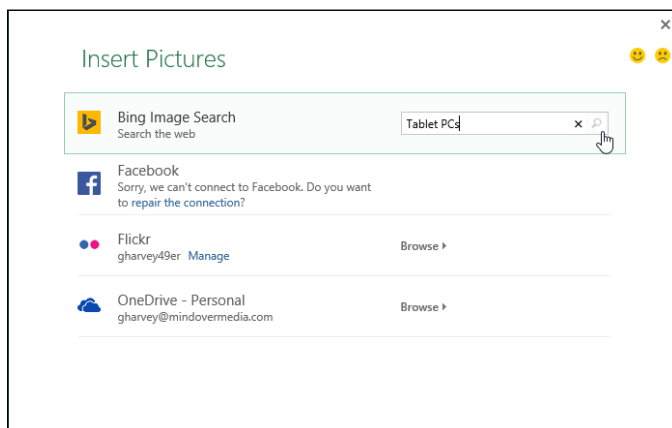 Insert Pictures
Bing Image Search
Search the web
Tablet PCs
Facebook
Sorry, we can't connect to Facebook. Do you want
to repair the connection?
Flickr
gharvey49er Manage
Browse
OneDrive - Personal
gharvey@mindovermedia.com
Browse